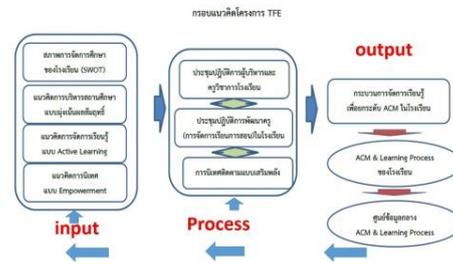 กรอบแนวคิดโครงการ TFE
สภาพการจัดการศึกษา
ของโรงเรียน (SWOT)
แนวคิดการบริหารสถานศึกษา
แบบมุ่งเน้นผลสัมฤทธิ์
แนวคิดการจัดการเรียนรู้
แบบ Active Learning
แนวคิดการนิเทศ
แบบ Empowerment
input
ประชุมปฏิบัติการผู้บริหารและ
ครูวิชาการโรงเรียน
ประชุมปฏิบัติการพัฒนาครู
(การจัดการเรียนการสอน)ในโรงเรียน
การนิเทศติดตามแบบเสริมพลัง
Process
output
กระบวนการจัดการเรียนรู้
เพื่อยกระดับ ACM ในโรงเรียน
ACM & Learning Process
ของโรงเรียน
ศูนย์ข้อมูลกลาง
ACM & Learning Process